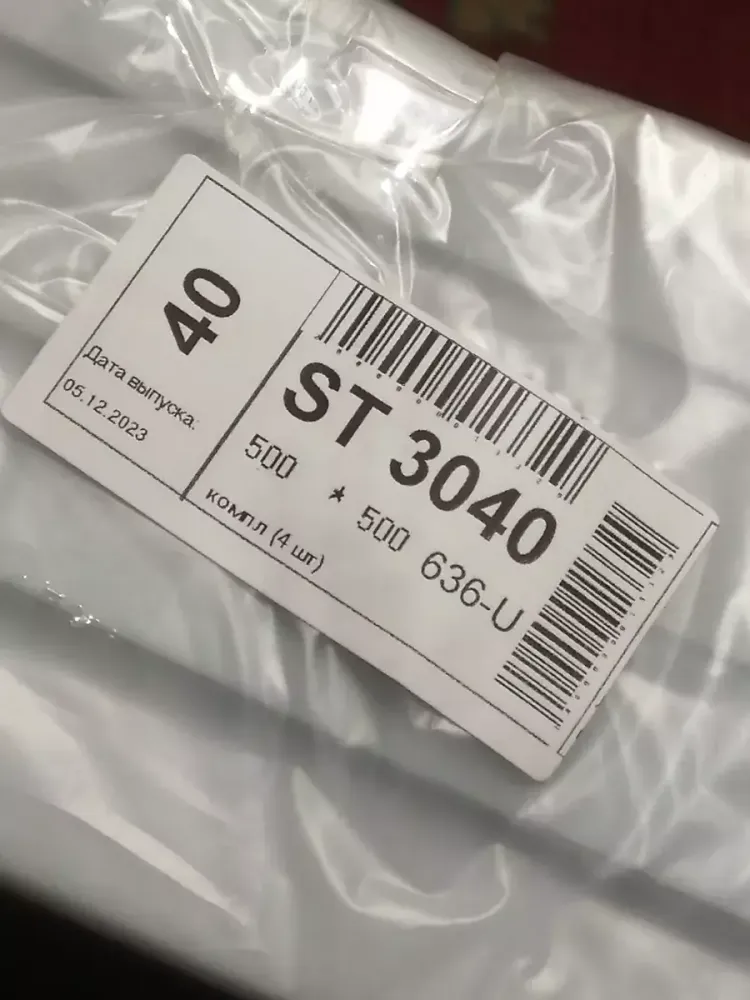 40
Дата выпуска:
05.12.2023
ST 3040
500 * 500 636-U
компл (4 шт)